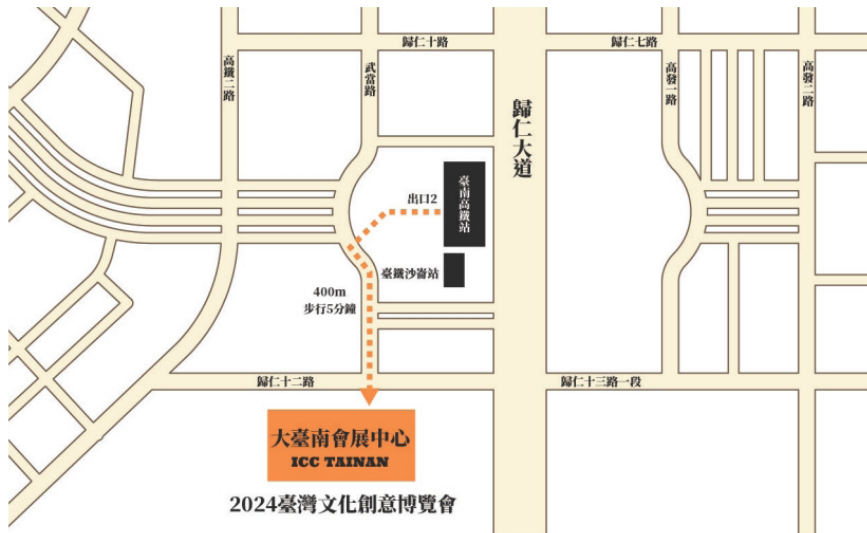 歸仁十路
歸仁七路
高鐵二路
武當路
歸仁大道
高發一路
高發二路
臺南高鐵站
出口2
臺鐵沙崙站
400m
步行5分鐘
歸仁十二路
歸仁十三路一段
大臺南會展中心
ICC TAINAN
2024臺灣文化創意博覽會